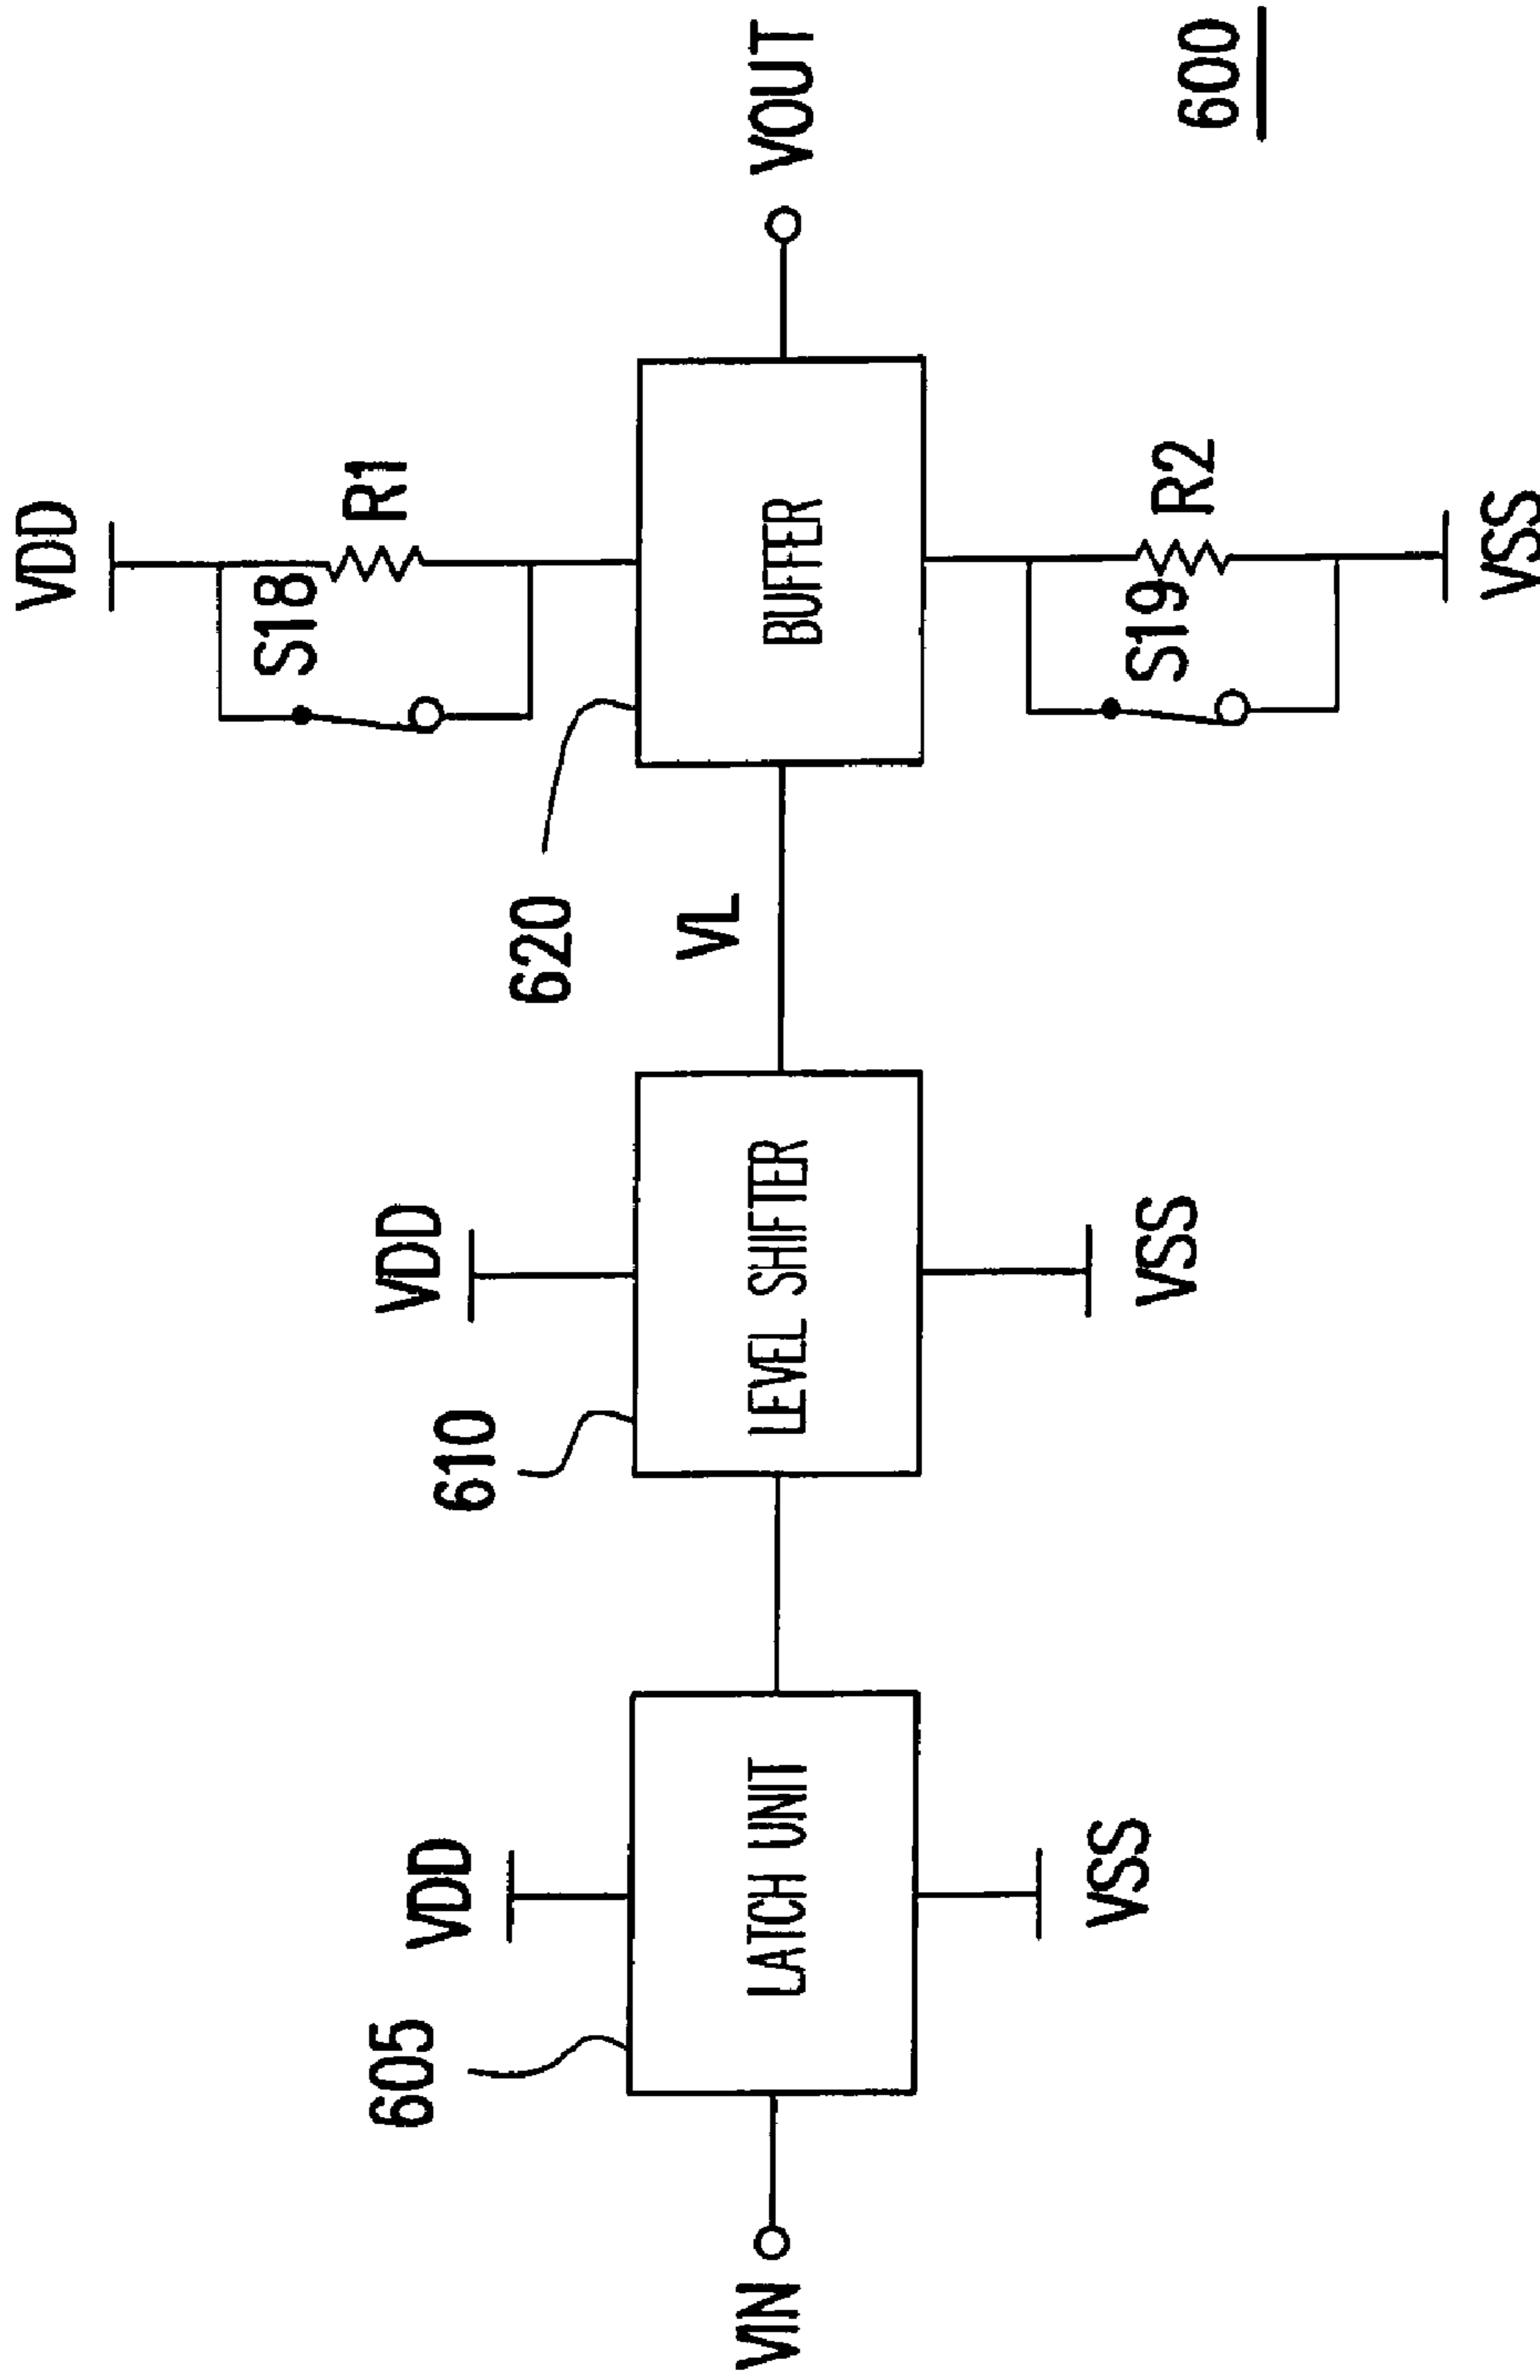 VDD
S18
R1
620
BUFFER
VOUT
VL
S19
R2
VSS
600
610
VDD
LEVEL SHIFTER
VSS
605
VDD
LATCH UNIT
VSS
VIN